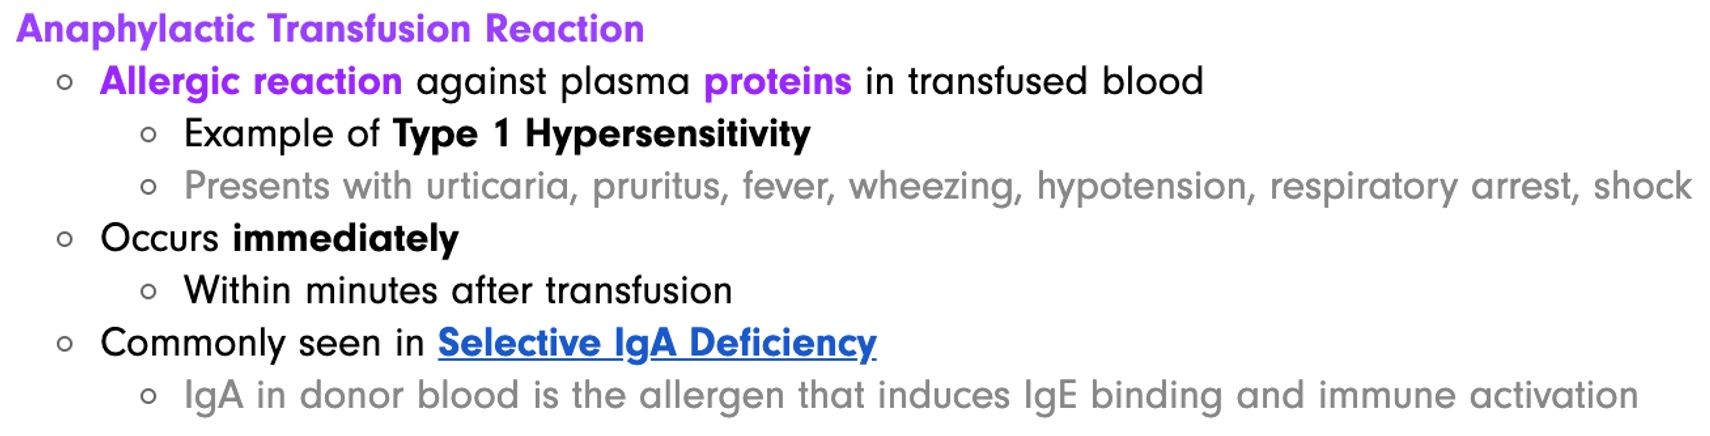 Anaphylactic Transfusion Reaction
Allergic reaction against plasma proteins in transfused blood
Example of Type 1 Hypersensitivity
Presents with urticaria, pruritus, fever, wheezing, hypotension, respiratory arrest, shock
Occurs immediately
Within minutes after transfusion
Commonly seen in Selective IgA Deficiency
IgA in donor blood is the allergen that induces IgE binding and immune activation